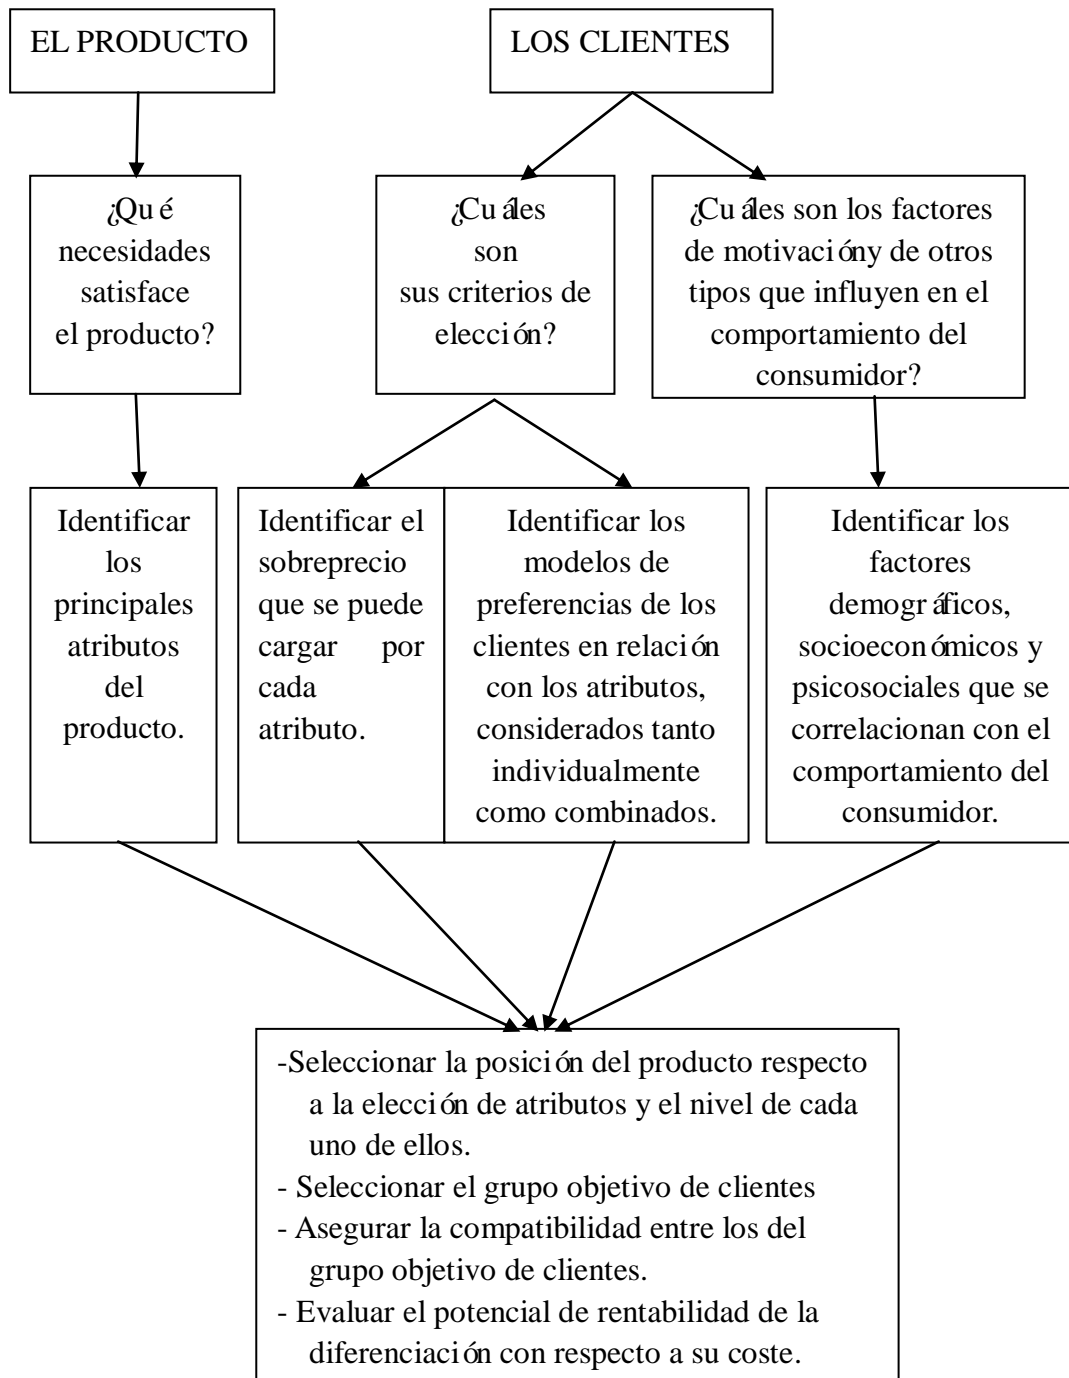 EL PRODUCTO
LOS CLIENTES
¿Qué
necesidades
satisface
el producto?
¿Cuáles
son
sus criterios de
elección?
¿Cuáles son los factores
de motivacióny de otros
tipos que influyen en el
comportamiento del
consumidor?
Identificar
los
principales
atributos
del
producto.
Identificar el
sobreprecio
que se puede
cargar por
cada
atributo.
Identificar los
modelos de
preferencias de los
clientes en relación
con los atributos,
considerados tanto
individualmente
como combinados.
Identificar los
factores
demográficos,
socioeconómicos y
psicosociales que se
correlacionan con el
comportamiento del
consumidor.
-Seleccionar la posición del producto respecto
a la elección de atributos y el nivel de cada
uno de ellos.
- Seleccionar el grupo objetivo de clientes
- Asegurar la compatibilidad entre los del
grupo objetivo de clientes.
- Evaluar el potencial de rentabilidad de la
diferenciación con respecto a su coste.